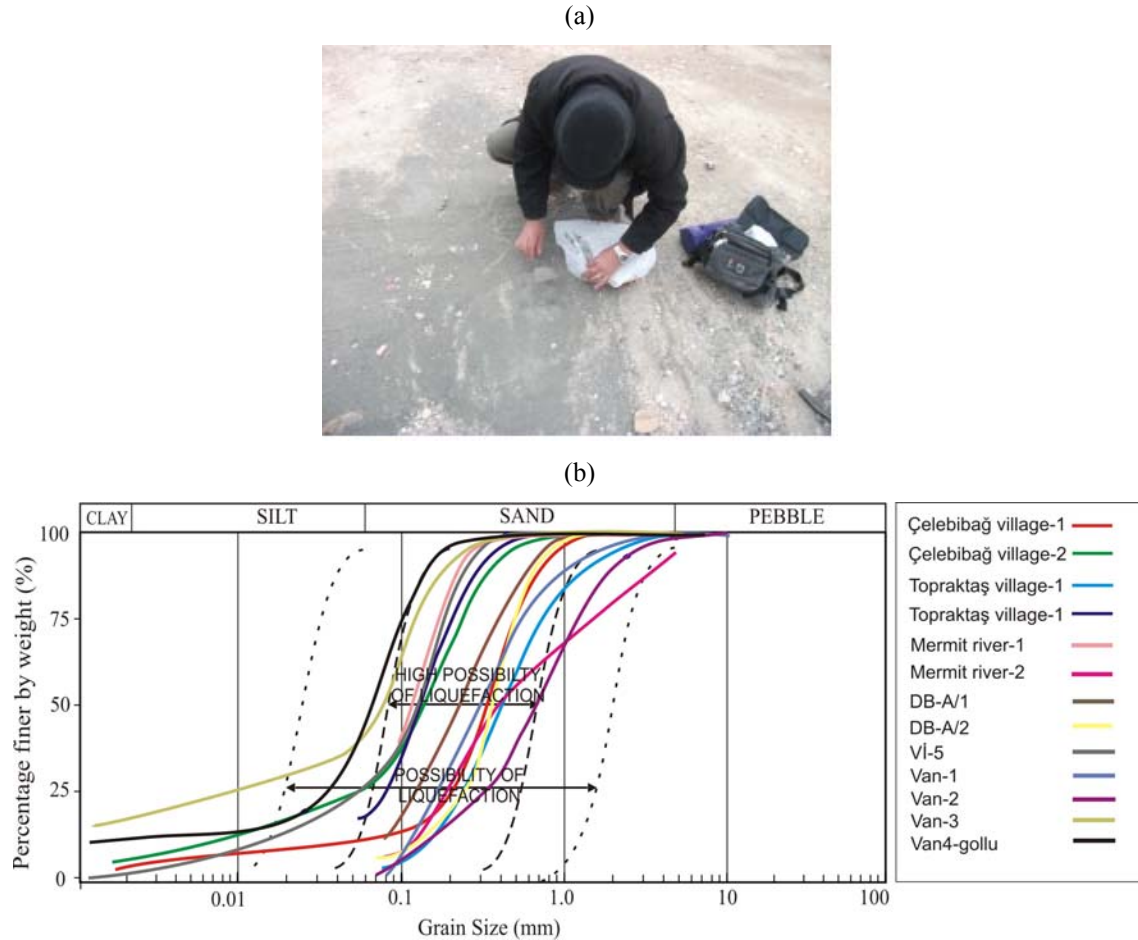 (a)
(b)
CLAY SILT SAND PEBBLE
Percentage finer by weight (%)
100
75
50
25
0
HIGH POSSIBILTY
OF LIQUEFACTION
POSSIBILITY OF
LIQUEFACTION
0.01 0.1 1.0 10 100
Grain Size (mm)
Çelebibağ village-1
Çelebibağ village-2
Topraktaş village-1
Topraktaş village-1
Mermit river-1
Mermit river-2
DB-A/1
DB-A/2
Vİ-5
Van-1
Van-2
Van-3
Van4-gollu